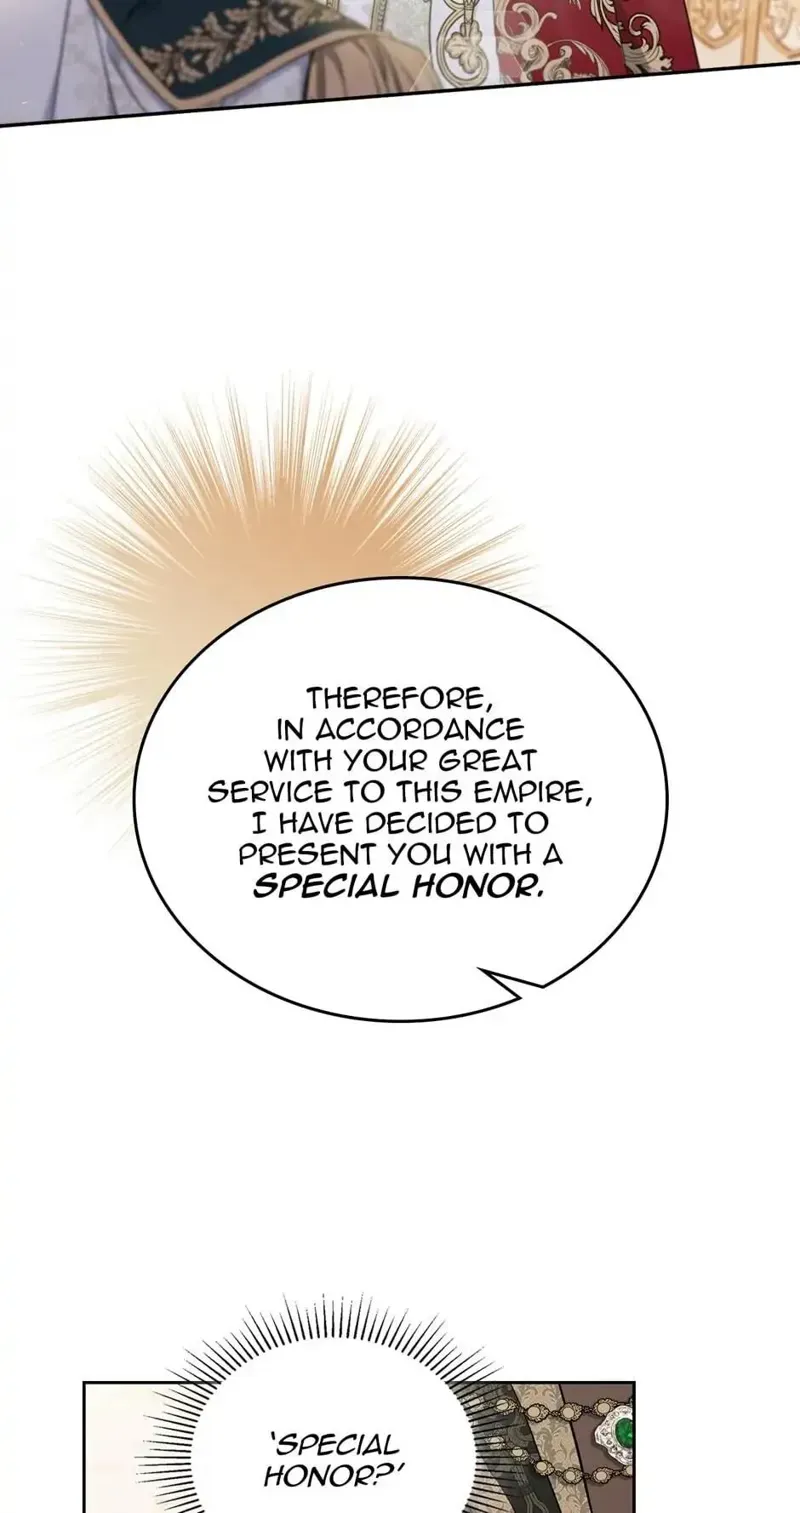 THEREFORE,
IN ACCORDANCE
WITH YOUR GREAT
SERVICE TO THIS EMPIRE,
I HAVE DECIDED TO
PRESENT YOU WITH A
SPECIAL HONOR.
'SPECIAL
HONOR?'